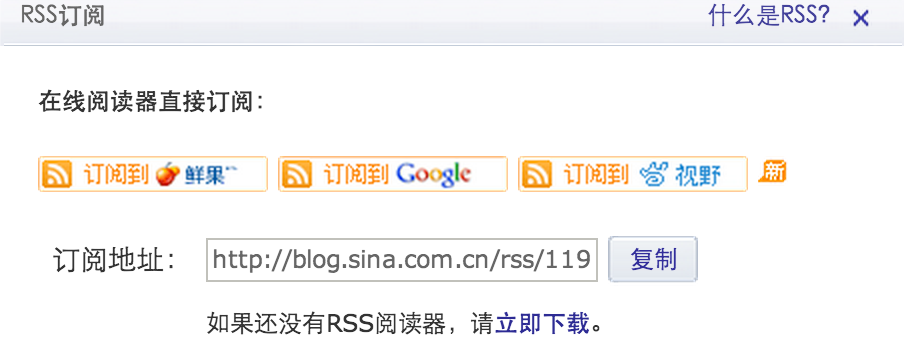 RSS订阅 什么是RSS? ×
在线阅读器直接订阅：
订阅到 鲜果 订阅到 Google 订阅到 视野 新
订阅地址： http://blog.sina.com.cn/rss/119 复制
如果还没有RSS阅读器，请立即下载。